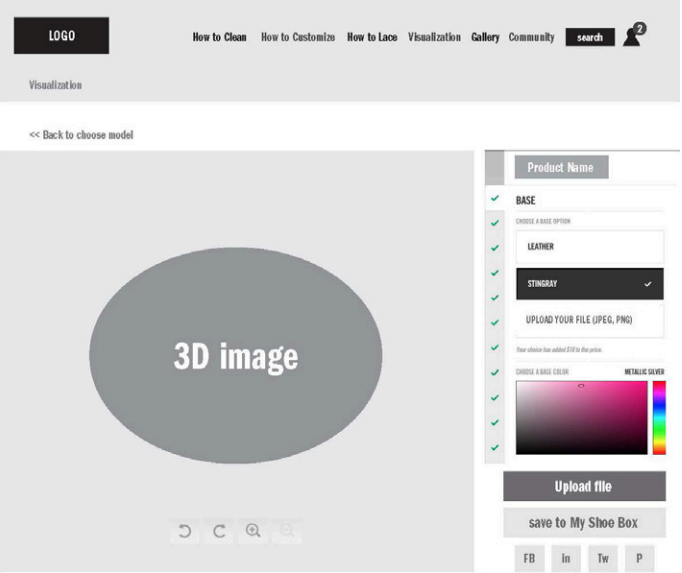 LOGO
How to Clean How to Customize How to Lace Visualization Gallery Community search 2
Visualization
<< Back to choose model
Product Name
BASE
CHOOSE A BASE OPTION
LEATHER
STINGRAY
UPLOAD YOUR FILE (JPEG, PNG)
Your choice has added $10 to the price.
CHOOSE A BASE COLOR METALLIC SILVER
3D image
Upload file
save to My Shoe Box
FB In Tw P